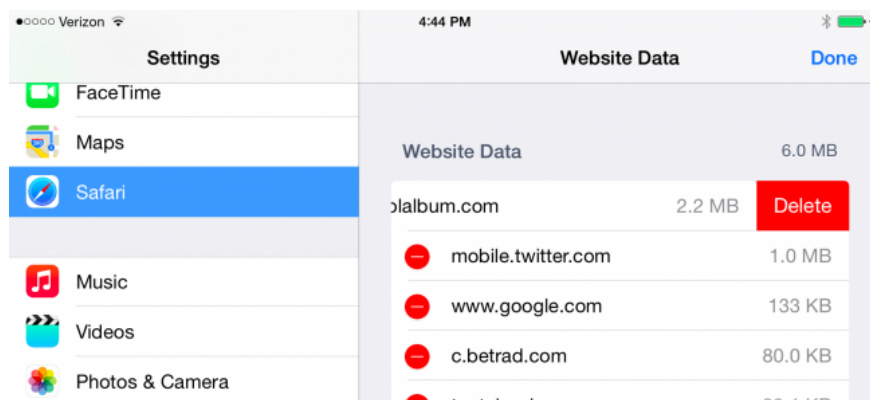 Verizon
4:44 PM
Settings
Website Data
Done
FaceTime
Maps
Safari
Music
Videos
Photos & Camera
Website Data
6.0 MB
olalbum.com
2.2 MB
Delete
mobile.twitter.com
1.0 MB
www.google.com
133 KB
c.betrad.com
80.0 KB